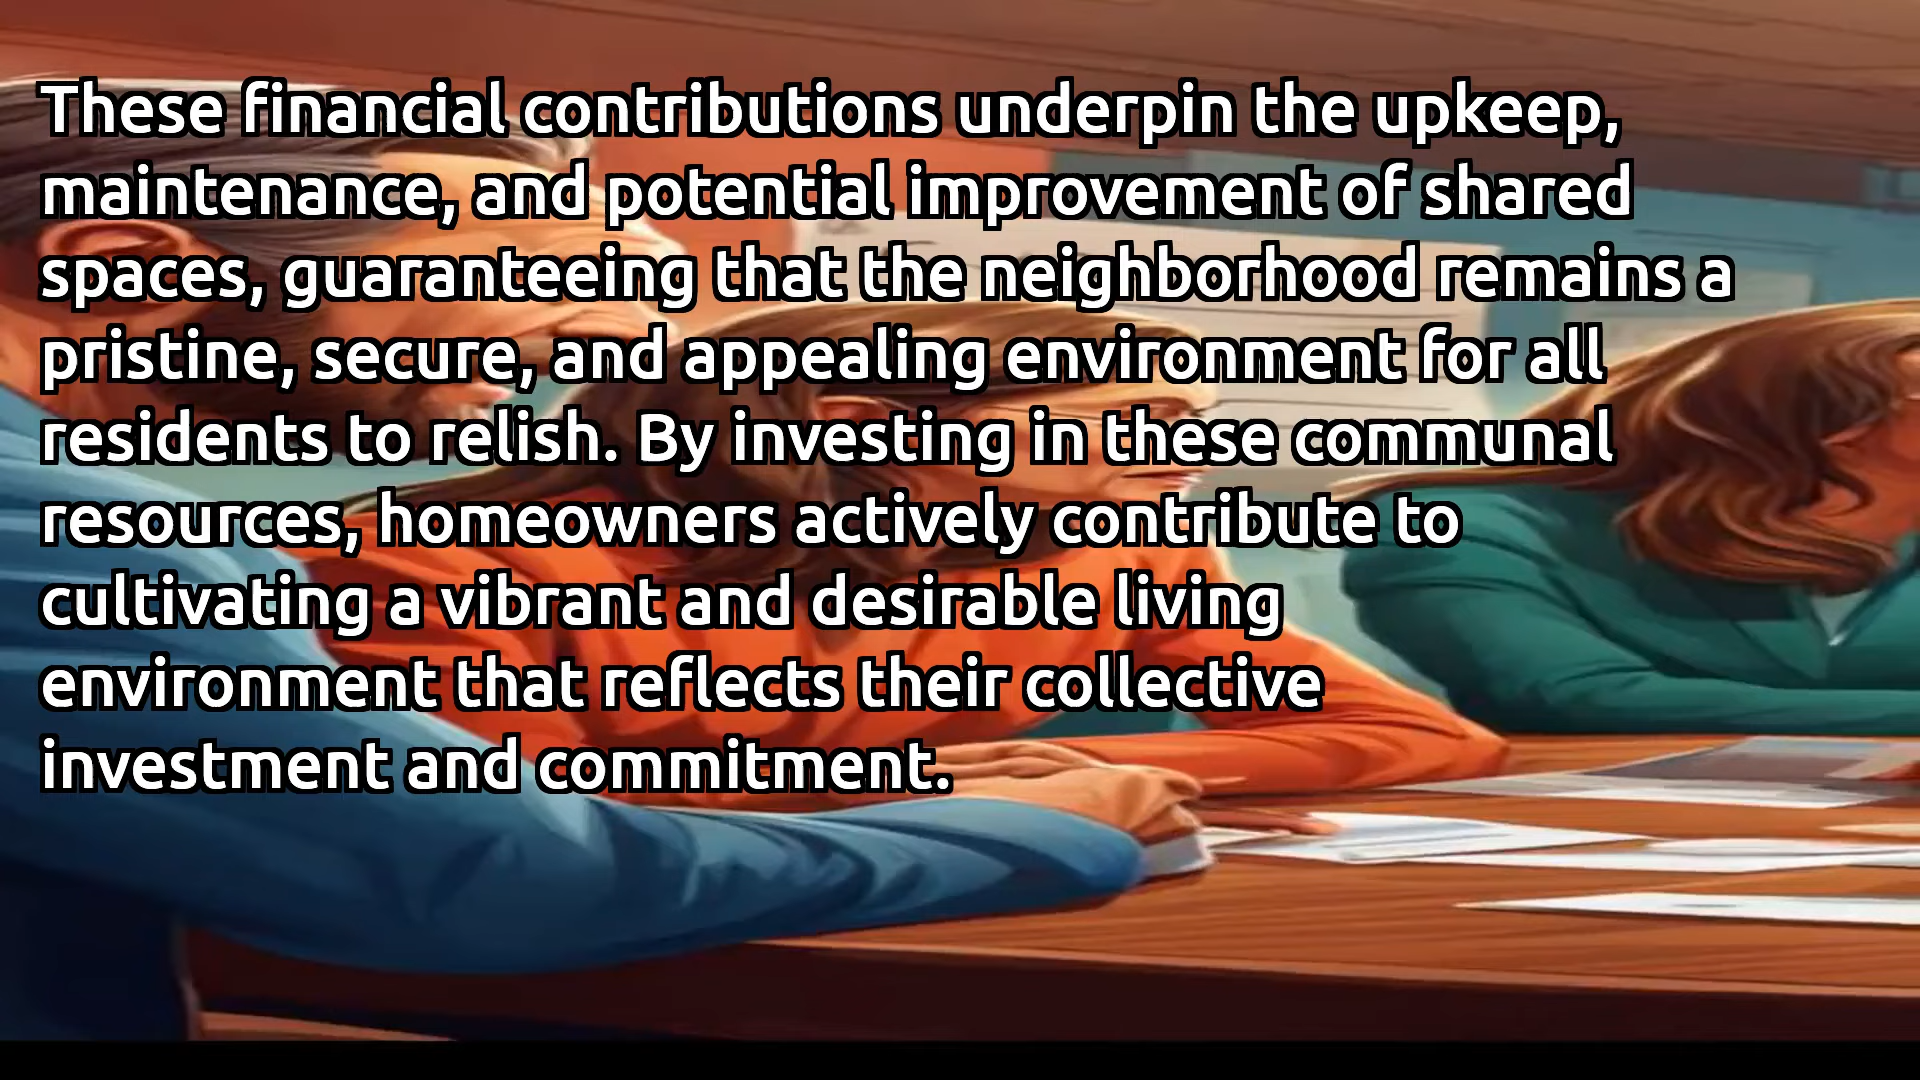 These financial contributions underpin the upkeep,
maintenance, and potential improvement of shared
spaces, guaranteeing that the neighborhood remains a
pristine, secure, and appealing environment for all
residents to relish. By investing in these communal
resources, homeowners actively contribute to
cultivating a vibrant and desirable living
environment that reflects their collective
investment and commitment.